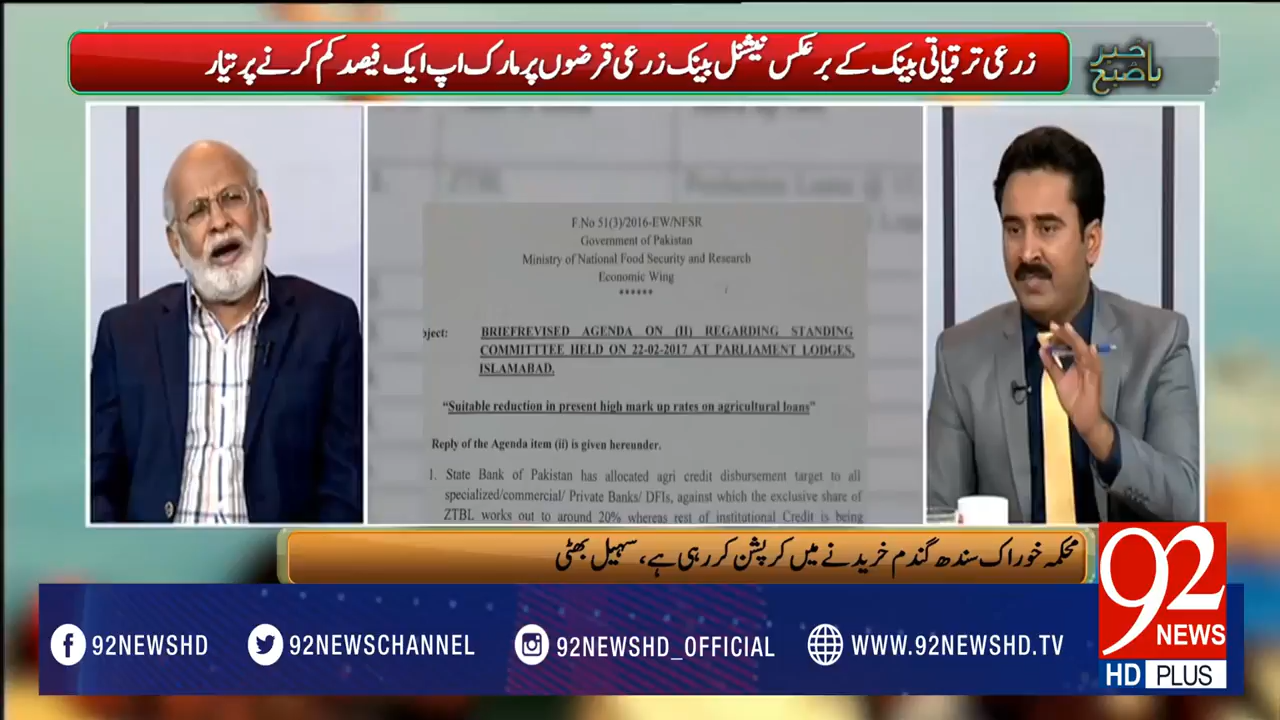 زرعی ترقیاتی بینک کے برعکس نیشنل بینک زرعی قرضوں پر مارک اپ ایک فیصد کم کرنے پر تیار
باخبر صبح
ZTBL
F.No 51(3)/2016-EW/NFSR
Government of Pakistan
Ministry of National Food Security and Research
Economic Wing
******
bject:
BRIEFREVISED AGENDA ON (II) REGARDING STANDING
COMMITTTEE HELD ON 22-02-2017 AT PARLIAMENT LODGES,
ISLAMABAD.
“Suitable reduction in present high mark up rates on agricultural loans”
Reply of the Agenda item (ii) is given hereunder.
1. State Bank of Pakistan has allocated agri credit disbursement target to all
specialized/commercial/ Private Banks/ DFIs, against which the exclusive share of
ZTBL works out to around 20% whereas rest of institutional Credit is being
محکمہ خوراک سندھ گندم خریدنے میں کرپشن کر رہی ہے، سہیل بھٹی
92NEWSHD
92NEWSCHANNEL
92NEWSHD_OFFICIAL
WWW.92NEWSHD.TV
92
NEWS
HD PLUS